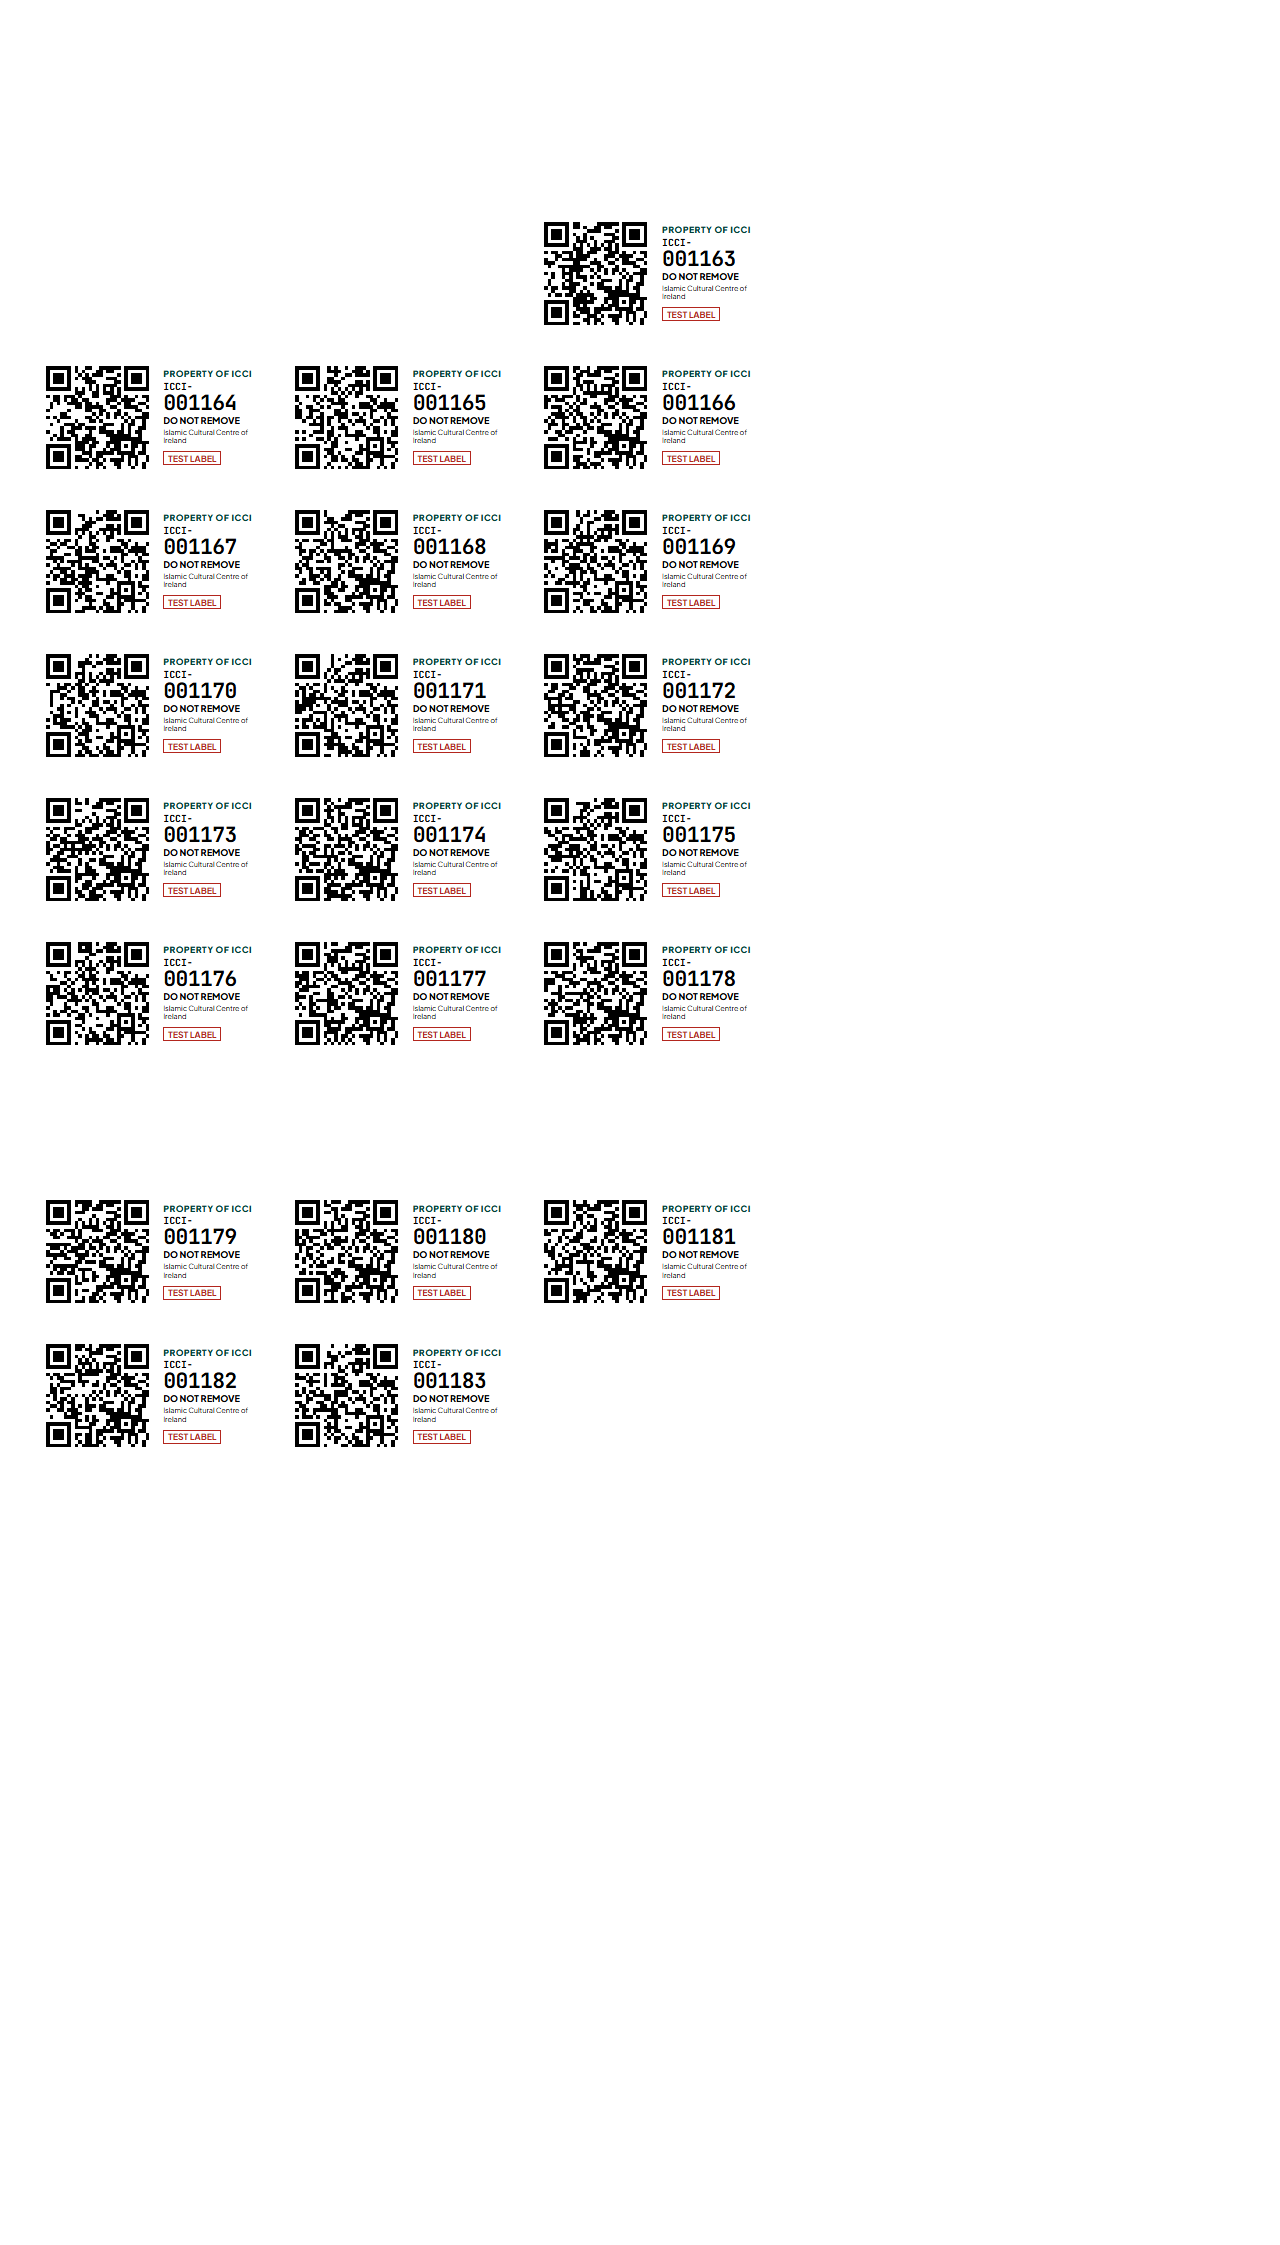 PROPERTY OF ICCI
ICCI-
001163
DO NOT REMOVE
Islamic Cultural Centre of
Ireland
TEST LABEL
PROPERTY OF ICCI
ICCI-
001164
DO NOT REMOVE
Islamic Cultural Centre of
Ireland
TEST LABEL
PROPERTY OF ICCI
ICCI-
001165
DO NOT REMOVE
Islamic Cultural Centre of
Ireland
TEST LABEL
PROPERTY OF ICCI
ICCI-
001166
DO NOT REMOVE
Islamic Cultural Centre of
Ireland
TEST LABEL
PROPERTY OF ICCI
ICCI-
001167
DO NOT REMOVE
Islamic Cultural Centre of
Ireland
TEST LABEL
PROPERTY OF ICCI
ICCI-
001168
DO NOT REMOVE
Islamic Cultural Centre of
Ireland
TEST LABEL
PROPERTY OF ICCI
ICCI-
001169
DO NOT REMOVE
Islamic Cultural Centre of
Ireland
TEST LABEL
PROPERTY OF ICCI
ICCI-
001170
DO NOT REMOVE
Islamic Cultural Centre of
Ireland
TEST LABEL
PROPERTY OF ICCI
ICCI-
001171
DO NOT REMOVE
Islamic Cultural Centre of
Ireland
TEST LABEL
PROPERTY OF ICCI
ICCI-
001172
DO NOT REMOVE
Islamic Cultural Centre of
Ireland
TEST LABEL
PROPERTY OF ICCI
ICCI-
001173
DO NOT REMOVE
Islamic Cultural Centre of
Ireland
TEST LABEL
PROPERTY OF ICCI
ICCI-
001174
DO NOT REMOVE
Islamic Cultural Centre of
Ireland
TEST LABEL
PROPERTY OF ICCI
ICCI-
001175
DO NOT REMOVE
Islamic Cultural Centre of
Ireland
TEST LABEL
PROPERTY OF ICCI
ICCI-
001176
DO NOT REMOVE
Islamic Cultural Centre of
Ireland
TEST LABEL
PROPERTY OF ICCI
ICCI-
001177
DO NOT REMOVE
Islamic Cultural Centre of
Ireland
TEST LABEL
PROPERTY OF ICCI
ICCI-
001178
DO NOT REMOVE
Islamic Cultural Centre of
Ireland
TEST LABEL
PROPERTY OF ICCI
ICCI-
001179
DO NOT REMOVE
Islamic Cultural Centre of
Ireland
TEST LABEL
PROPERTY OF ICCI
ICCI-
001180
DO NOT REMOVE
Islamic Cultural Centre of
Ireland
TEST LABEL
PROPERTY OF ICCI
ICCI-
001181
DO NOT REMOVE
Islamic Cultural Centre of
Ireland
TEST LABEL
PROPERTY OF ICCI
ICCI-
001182
DO NOT REMOVE
Islamic Cultural Centre of
Ireland
TEST LABEL
PROPERTY OF ICCI
ICCI-
001183
DO NOT REMOVE
Islamic Cultural Centre of
Ireland
TEST LABEL